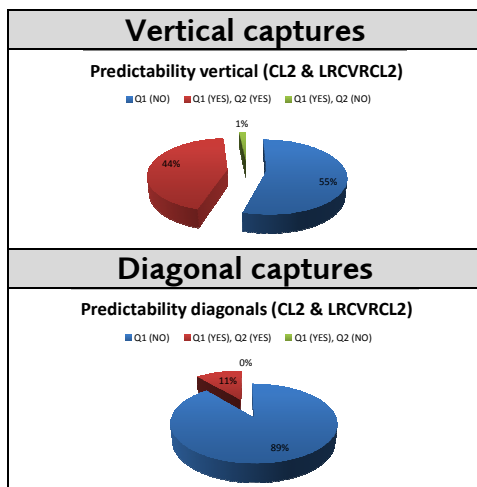 Vertical captures
Predictability vertical (CL2 & LRCVRCL2)
Q1 (NO) Q1 (YES), Q2 (YES) Q1 (YES), Q2 (NO)
1%
44%
55%
Diagonal captures
Predictability diagonals (CL2 & LRCVRCL2)
Q1 (NO) Q1 (YES), Q2 (YES) Q1 (YES), Q2 (NO)
0%
11%
89%